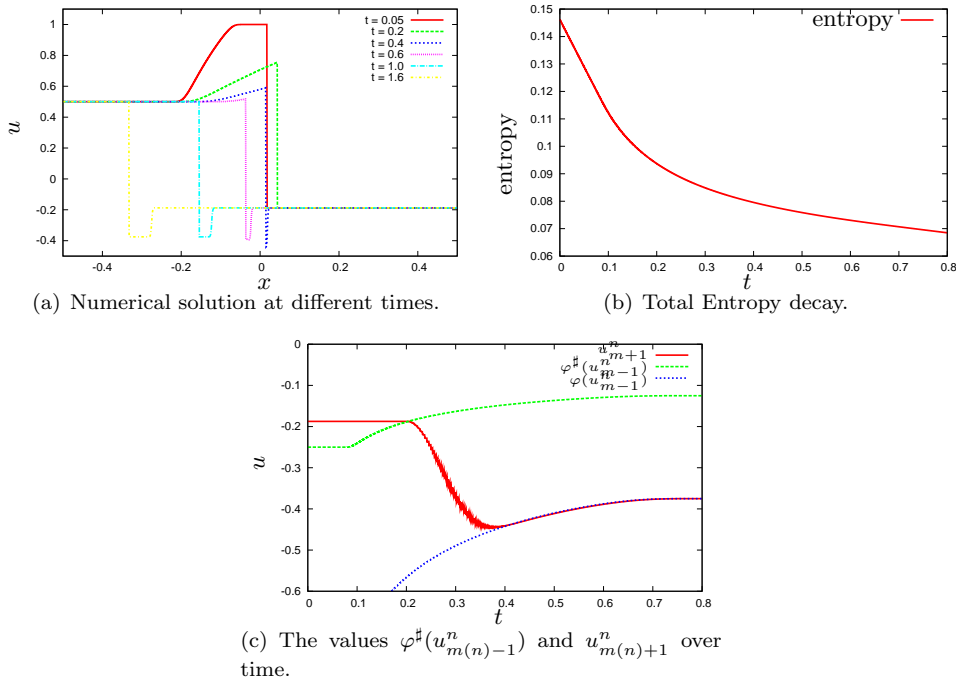 1
0.8
0.6
0.4
0.2
0
-0.2
-0.4
u
t = 0.05
t = 0.2
t = 0.4
t = 0.6
t = 1.0
t = 1.6
-0.4 -0.2 0 0.2 0.4
x
(a) Numerical solution at different times.
0.15
0.14
0.13
0.12
0.11
0.1
0.09
0.08
0.07
0.06
entropy
entropy
0 0.1 0.2 0.3 0.4 0.5 0.6 0.7 0.8
t
(b) Total Entropy decay.
0
-0.1
-0.2
-0.3
-0.4
-0.5
-0.6
u
u^n_{m+1}
φ^♯(u^n_{m-1})
φ(u^n_{m-1})
0 0.1 0.2 0.3 0.4 0.5 0.6 0.7 0.8
t
(c) The values φ^♯(u^n_{m(n)−1}) and u^n_{m(n)+1} over
time.